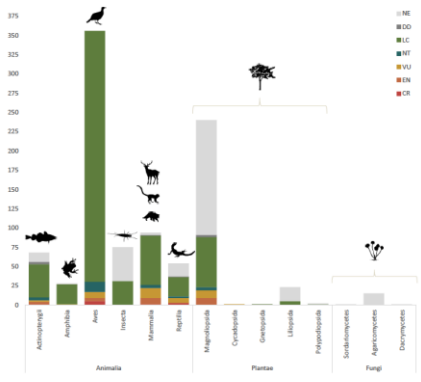 375
350
325
300
275
250
225
200
175
150
125
100
75
50
25
0
NE
DD
LC
NT
VU
EN
CR
Actinopterygii
Amphibia
Aves
Insecta
Mammalia
Reptilia
Magnoliopsida
Cycadopsida
Gnetopsida
Liliopsida
Polypodiopsida
Sordariomycetes
Agaricomycetes
Dacrymycetes
Animalia
Plantae
Fungi